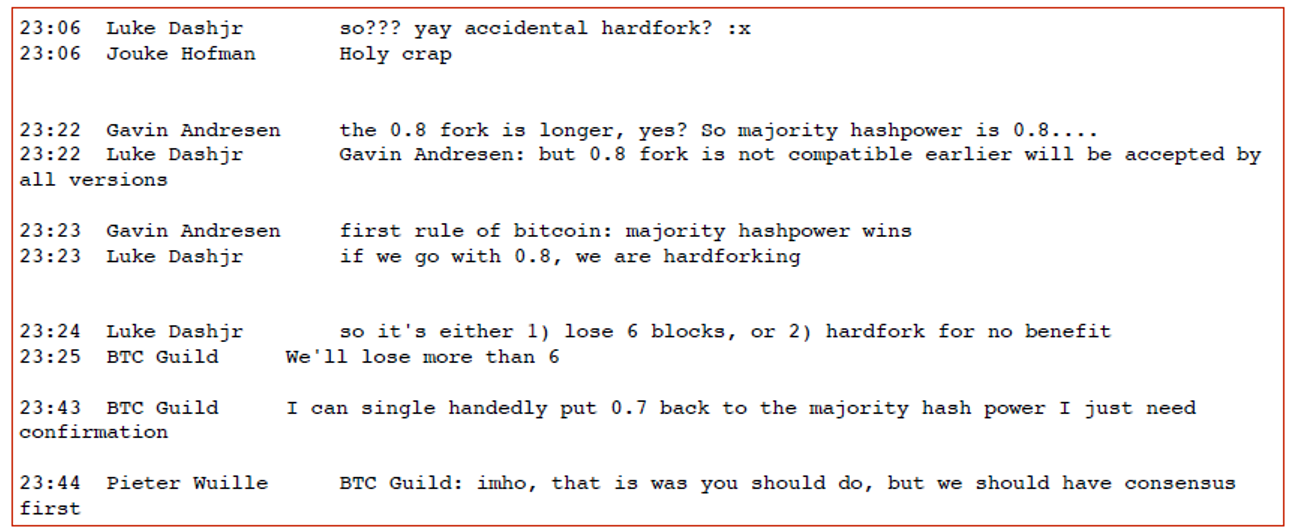 23:06 Luke Dashjr so??? yay accidental hardfork? :x
23:06 Jouke Hofman Holy crap
23:22 Gavin Andresen the 0.8 fork is longer, yes? So majority hashpower is 0.8....
23:22 Luke Dashjr Gavin Andresen: but 0.8 fork is not compatible earlier will be accepted by
all versions
23:23 Gavin Andresen first rule of bitcoin: majority hashpower wins
23:23 Luke Dashjr if we go with 0.8, we are hardforking
23:24 Luke Dashjr so it's either 1) lose 6 blocks, or 2) hardfork for no benefit
23:25 BTC Guild We'll lose more than 6
23:43 BTC Guild I can single handedly put 0.7 back to the majority hash power I just need
confirmation
23:44 Pieter Wuille BTC Guild: imho, that is was you should do, but we should have consensus
first